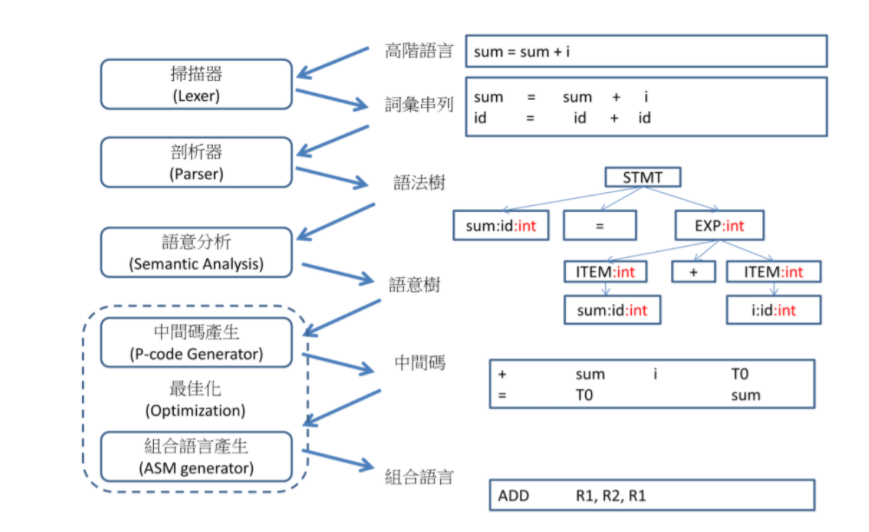 高階語言
sum = sum + i
掃描器
(Lexer)
詞彙串列
sum = sum + i
id = id + id
剖析器
(Parser)
語法樹
STMT
sum:id:int
=
EXP:int
語意分析
(Semantic Analysis)
語意樹
ITEM:int
+
ITEM:int
sum:id:int
i:id:int
中間碼產生
(P-code Generator)
中間碼
+ sum i T0
= T0 sum
最佳化
(Optimization)
組合語言產生
(ASM generator)
組合語言
ADD R1, R2, R1